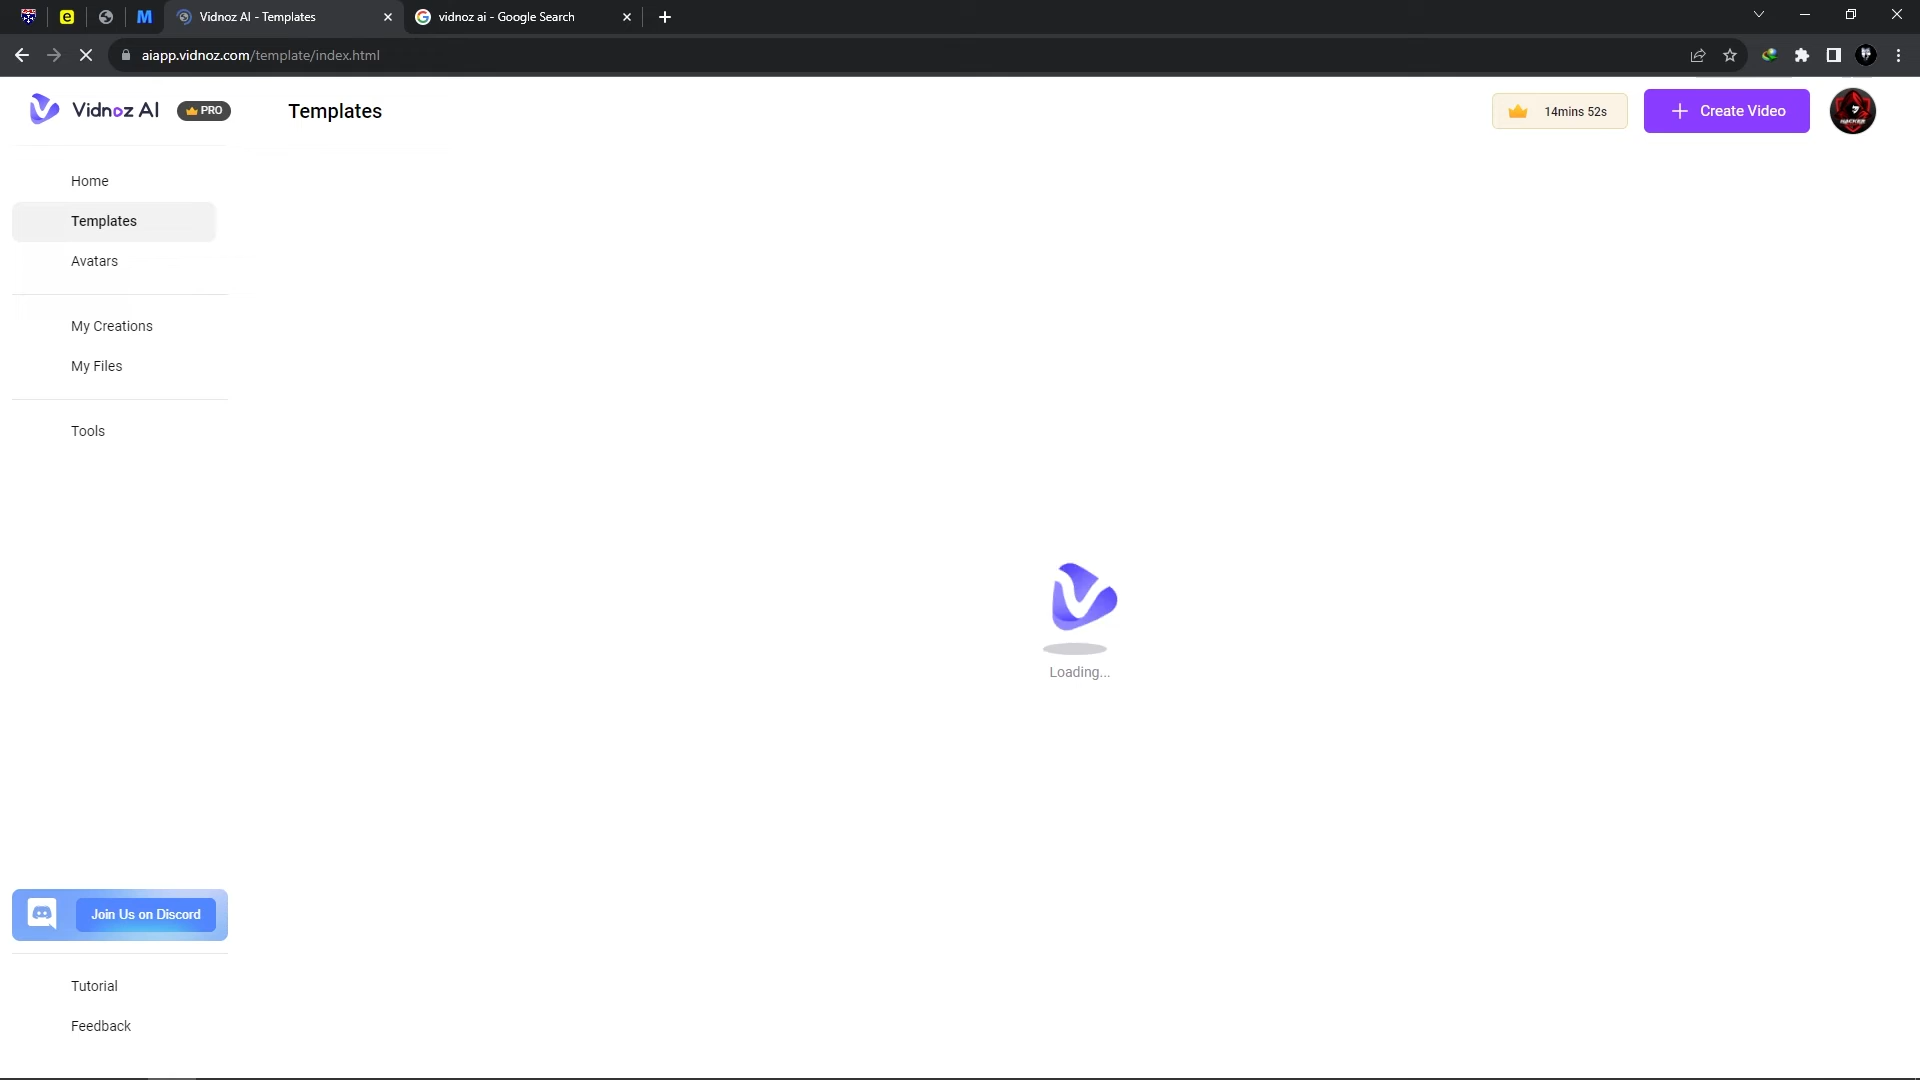 Vidnoz AI - Templates
vidnoz ai - Google Search
aiapp.vidnoz.com/template/index.html
Vidnoz AI PRO
Templates
14mins 52s
Create Video
Home
Templates
Avatars
My Creations
My Files
Tools
Loading...
Join Us on Discord
Tutorial
Feedback